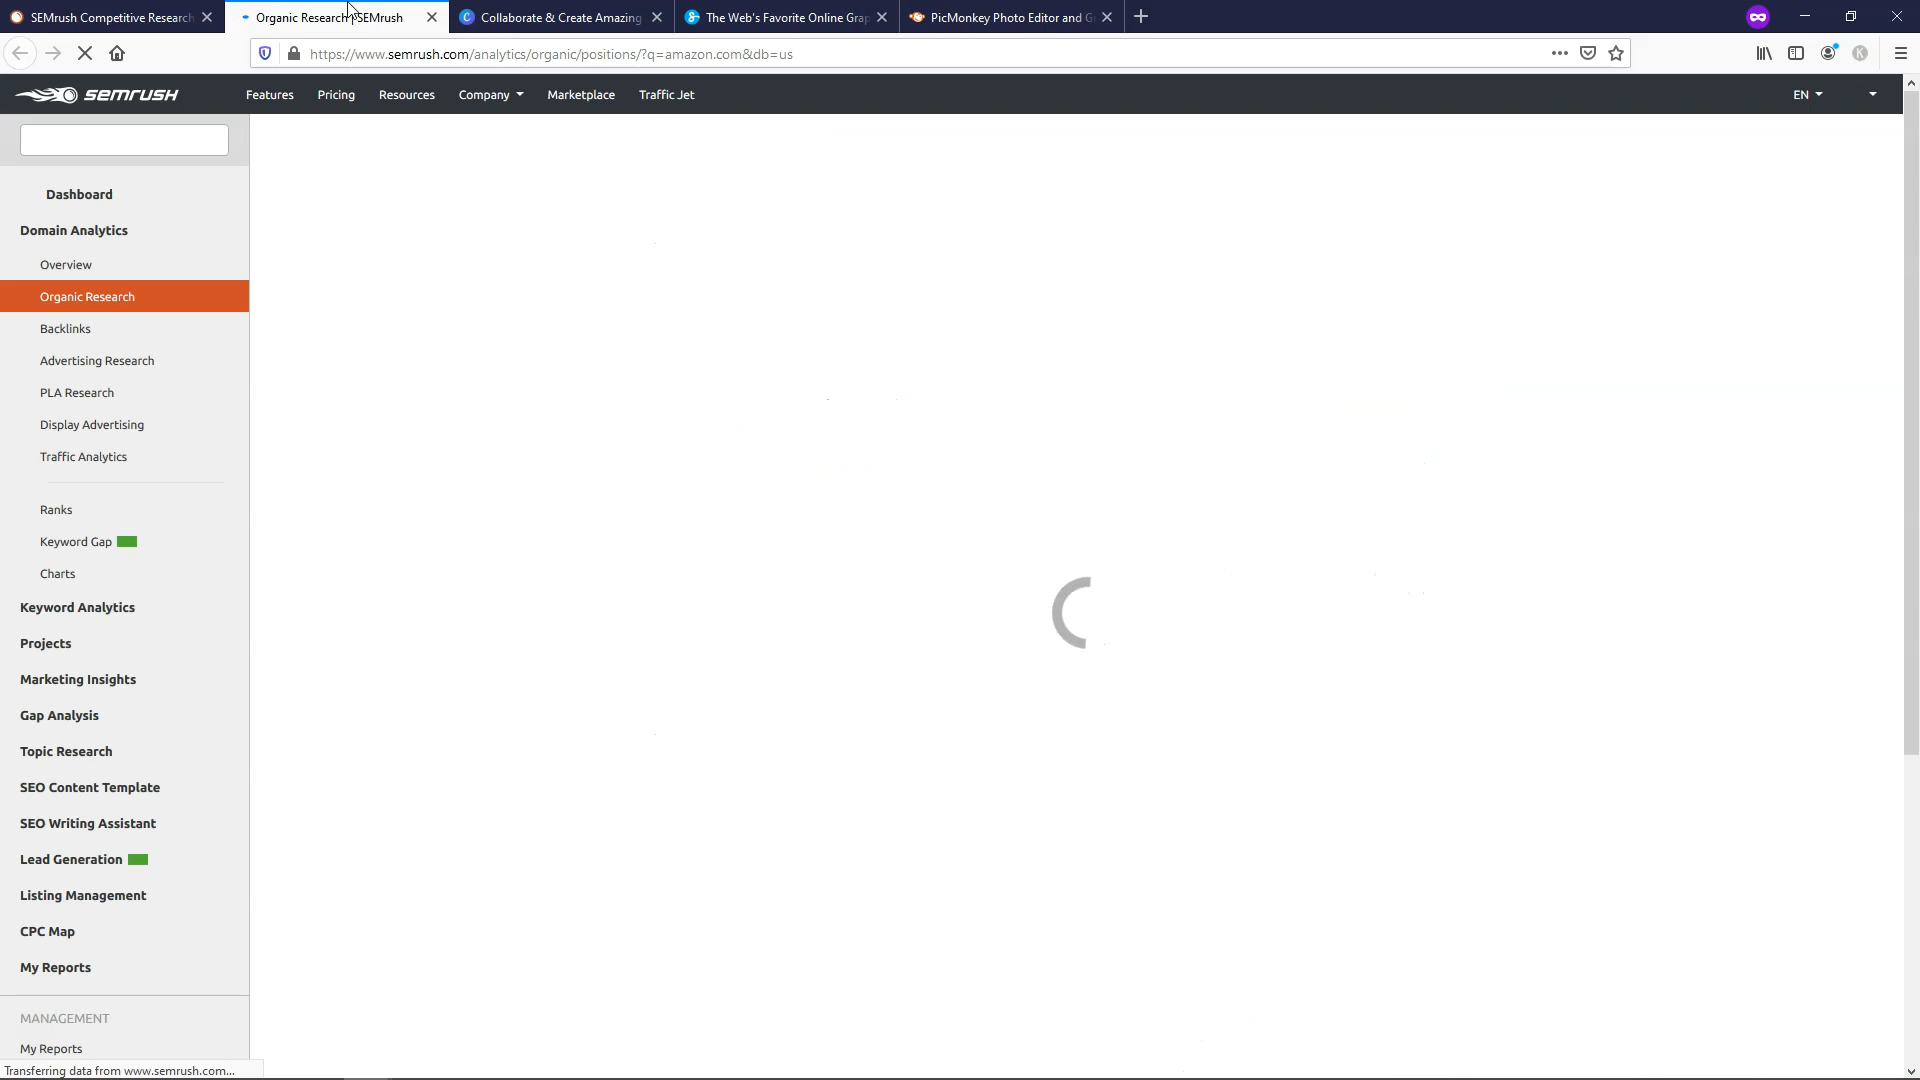 SEMrush Competitive Research
Organic Research SEMrush
Collaborate & Create Amazing
The Web's Favorite Online Grap
PicMonkey Photo Editor and G
https://www.semrush.com/analytics/organic/positions/?q=amazon.com&db=us
SEMRUSH
Features
Pricing
Resources
Company
Marketplace
Traffic Jet
EN
Dashboard
Domain Analytics
Overview
Organic Research
Backlinks
Advertising Research
PLA Research
Display Advertising
Traffic Analytics
Ranks
Keyword Gap
Charts
Keyword Analytics
Projects
Marketing Insights
Gap Analysis
Topic Research
SEO Content Template
SEO Writing Assistant
Lead Generation
Listing Management
CPC Map
My Reports
MANAGEMENT
My Reports
Transferring data from www.semrush.com...